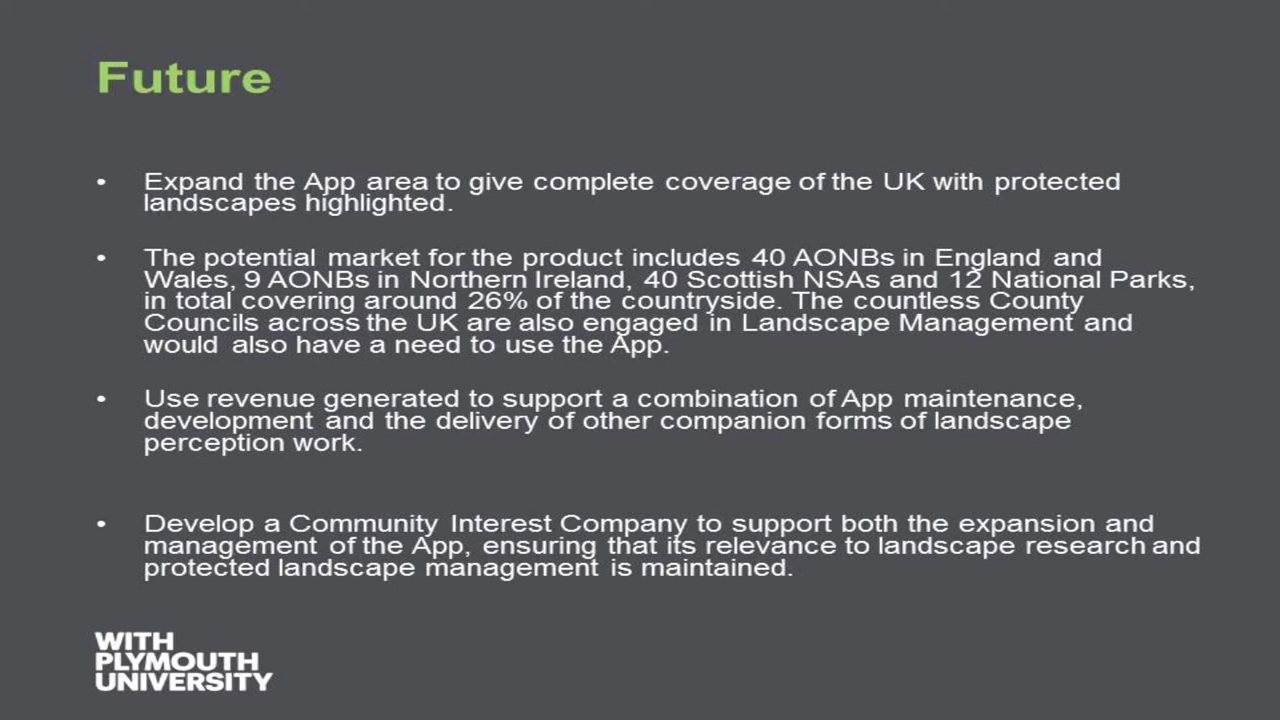 Future
• Expand the App area to give complete coverage of the UK with protected
landscapes highlighted.
• The potential market for the product includes 40 AONBs in England and
Wales, 9 AONBs in Northern Ireland, 40 Scottish NSAs and 12 National Parks,
in total covering around 26% of the countryside. The countless County
Councils across the UK are also engaged in Landscape Management and
would also have a need to use the App.
• Use revenue generated to support a combination of App maintenance,
development and the delivery of other companion forms of landscape
perception work.
• Develop a Community Interest Company to support both the expansion and
management of the App, ensuring that its relevance to landscape research and
protected landscape management is maintained.
WITH
PLYMOUTH
UNIVERSITY